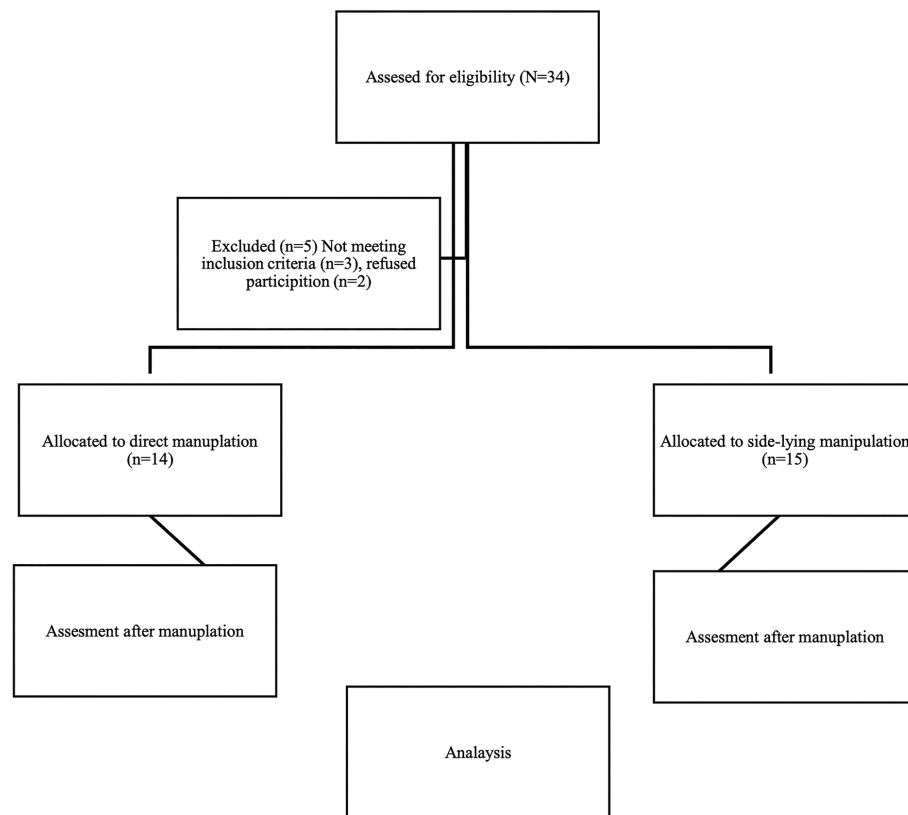 Assesed for eligibility (N=34)
Excluded (n=5) Not meeting
inclusion criteria (n=3), refused
participition (n=2)
Allocated to direct manuplation
(n=14)
Allocated to side-lying manipulation
(n=15)
Assesment after manuplation
Assesment after manuplation
Analaysis